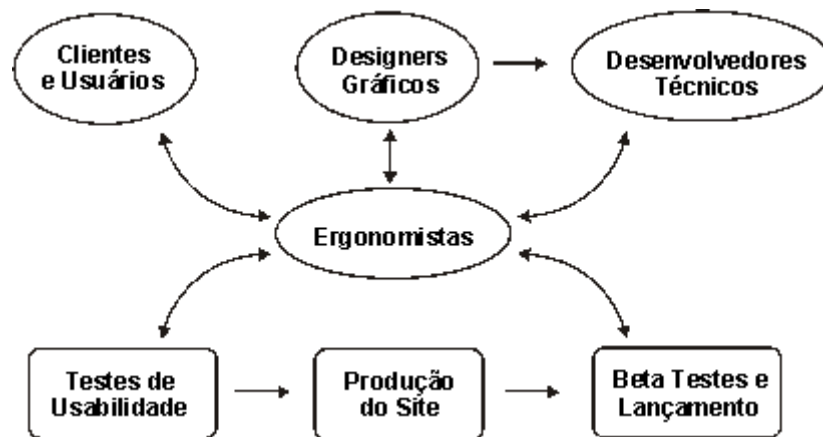 Clientes
e Usuários
Designers
Gráficos
Desenvolvedores
Técnicos
Ergonomistas
Testes de
Usabilidade
Produção
do Site
Beta Testes e
Lançamento